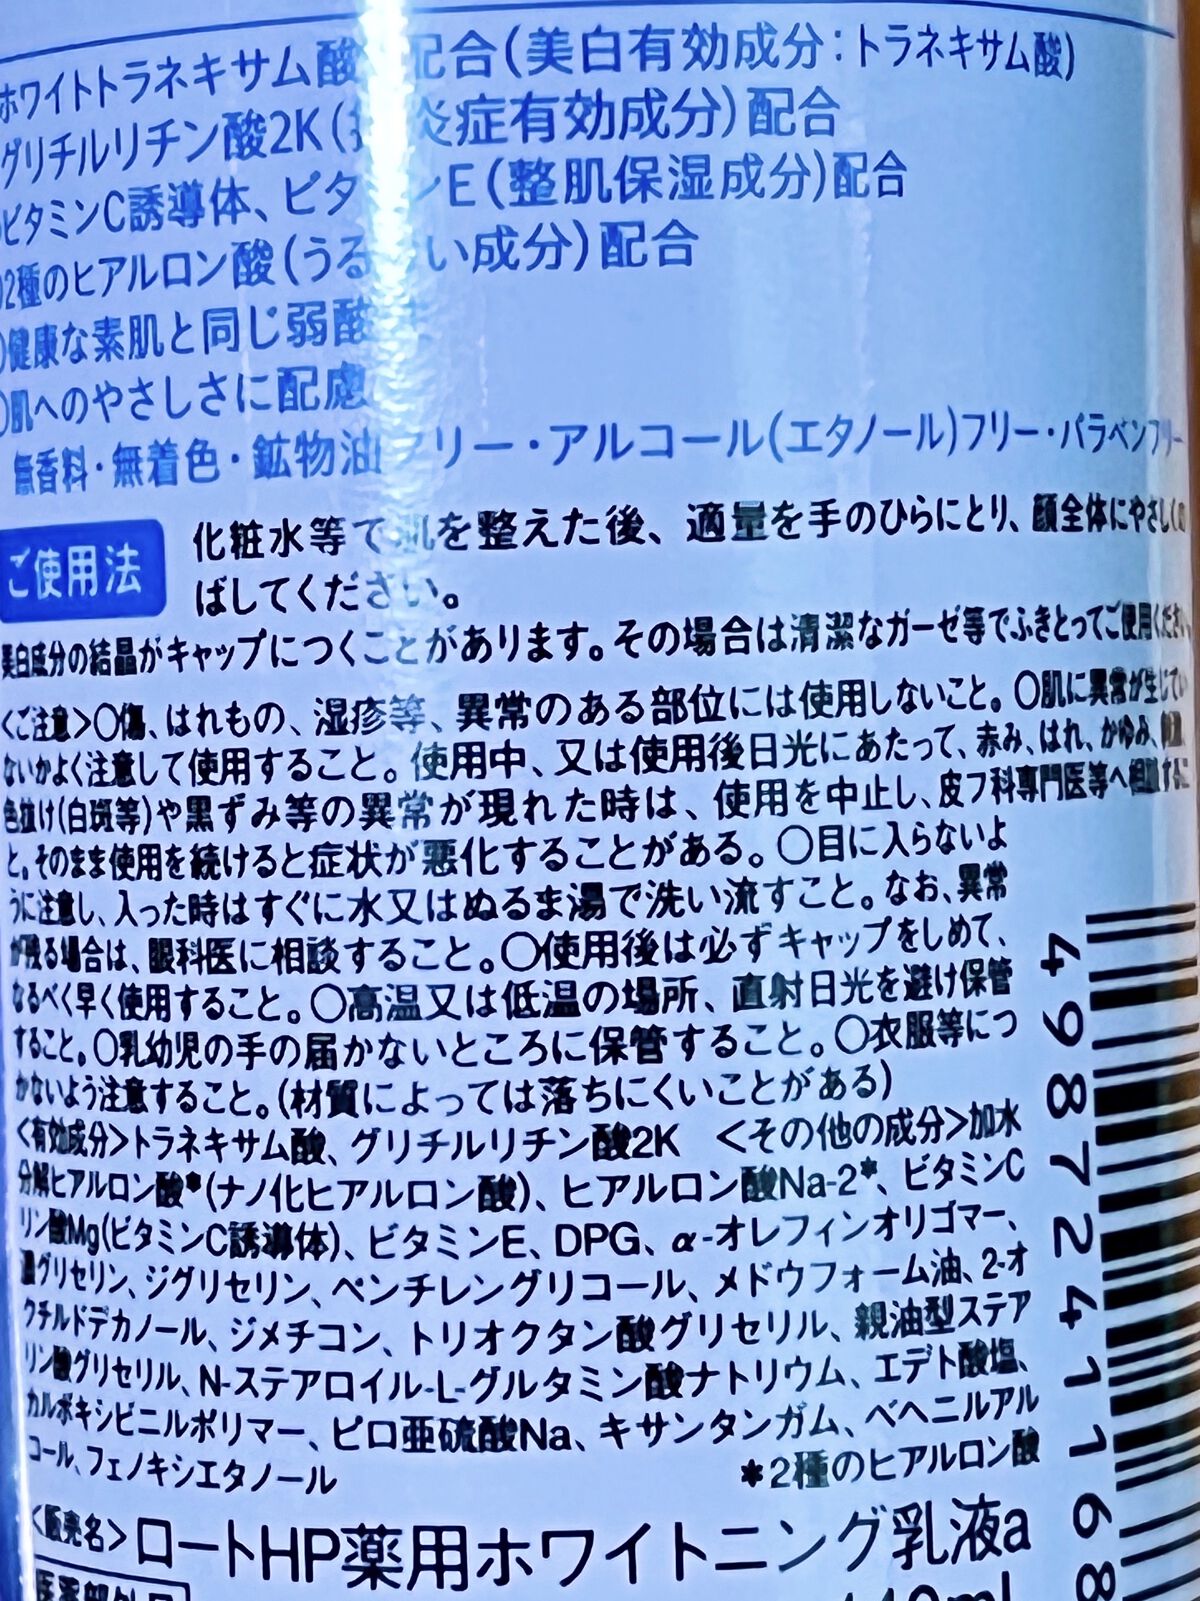 ホワイトトラネキサム酸 配合(美白有効成分:トラネキサム酸)
グリチルリチン酸2K( 炎症有効成分)配合
ビタミンC誘導体、ビタ ンE(整肌保湿成分)配合
○2種のヒアルロン酸(うる い成分)配合
○健康な素肌と同じ弱酸
○肌へのやさしさに配慮
無香料・無着色・鉱物油フリー・アルコール(エタノール)フリー・パラベンフリー
ご使用法
化粧水等で肌を整えた後、適量を手のひらにとり、顔全体にやさしくの
ばしてください。
美白成分の結晶がキャップにつくことがあります。その場合は清潔なガーゼ等でふきとってご使用ください
<ご注意>○傷、はれもの、湿疹等、異常のある部位には使用しないこと。○肌に異常が生じてい
ないかよく注意して使用すること。使用中、又は使用後日光にあたって、赤み、はれ、かゆみ、刺激、
色抜け(白斑等)や黒ずみ等の異常が現れた時は、使用を中止し、皮フ科専門医等へ相談するこ
と。そのまま使用を続けると症状が悪化することがある。○目に入らないよ
うに注意し、入った時はすぐに水又はぬるま湯で洗い流すこと。なお、異常
が残る場合は、眼科医に相談すること。○使用後は必ずキャップをしめて、
なるべく早く使用すること。○高温又は低温の場所、直射日光を避け保管
すること。○乳幼児の手の届かないところに保管すること。○衣服等につ
かないよう注意すること。(材質によっては落ちにくいことがある)
<有効成分>トラネキサム酸、グリチルリチン酸2K <その他の成分>加水
分解ヒアルロン酸*(ナノ化ヒアルロン酸)、ヒアルロン酸Na-2*、ビタミンC
リン酸Mg(ビタミンC誘導体)、ビタミンE、DPG、α-オレフィンオリゴマー、
濃グリセリン、ジグリセリン、ペンチレングリコール、メドウフォーム油、2-オ
クチルドデカノール、ジメチコン、トリオクタン酸グリセリル、親油型ステア
リン酸グリセリル、N-ステアロイル-L-グルタミン酸ナトリウム、エデト酸塩、
カルボキシビニルポリマー、ピロ亜硫酸Na、キサンタンガム、ベヘニルアル
コール、フェノキシエタノール *2種のヒアルロン酸
<販売名>ロートHP薬用ホワイトニング乳液a
4 987241 168